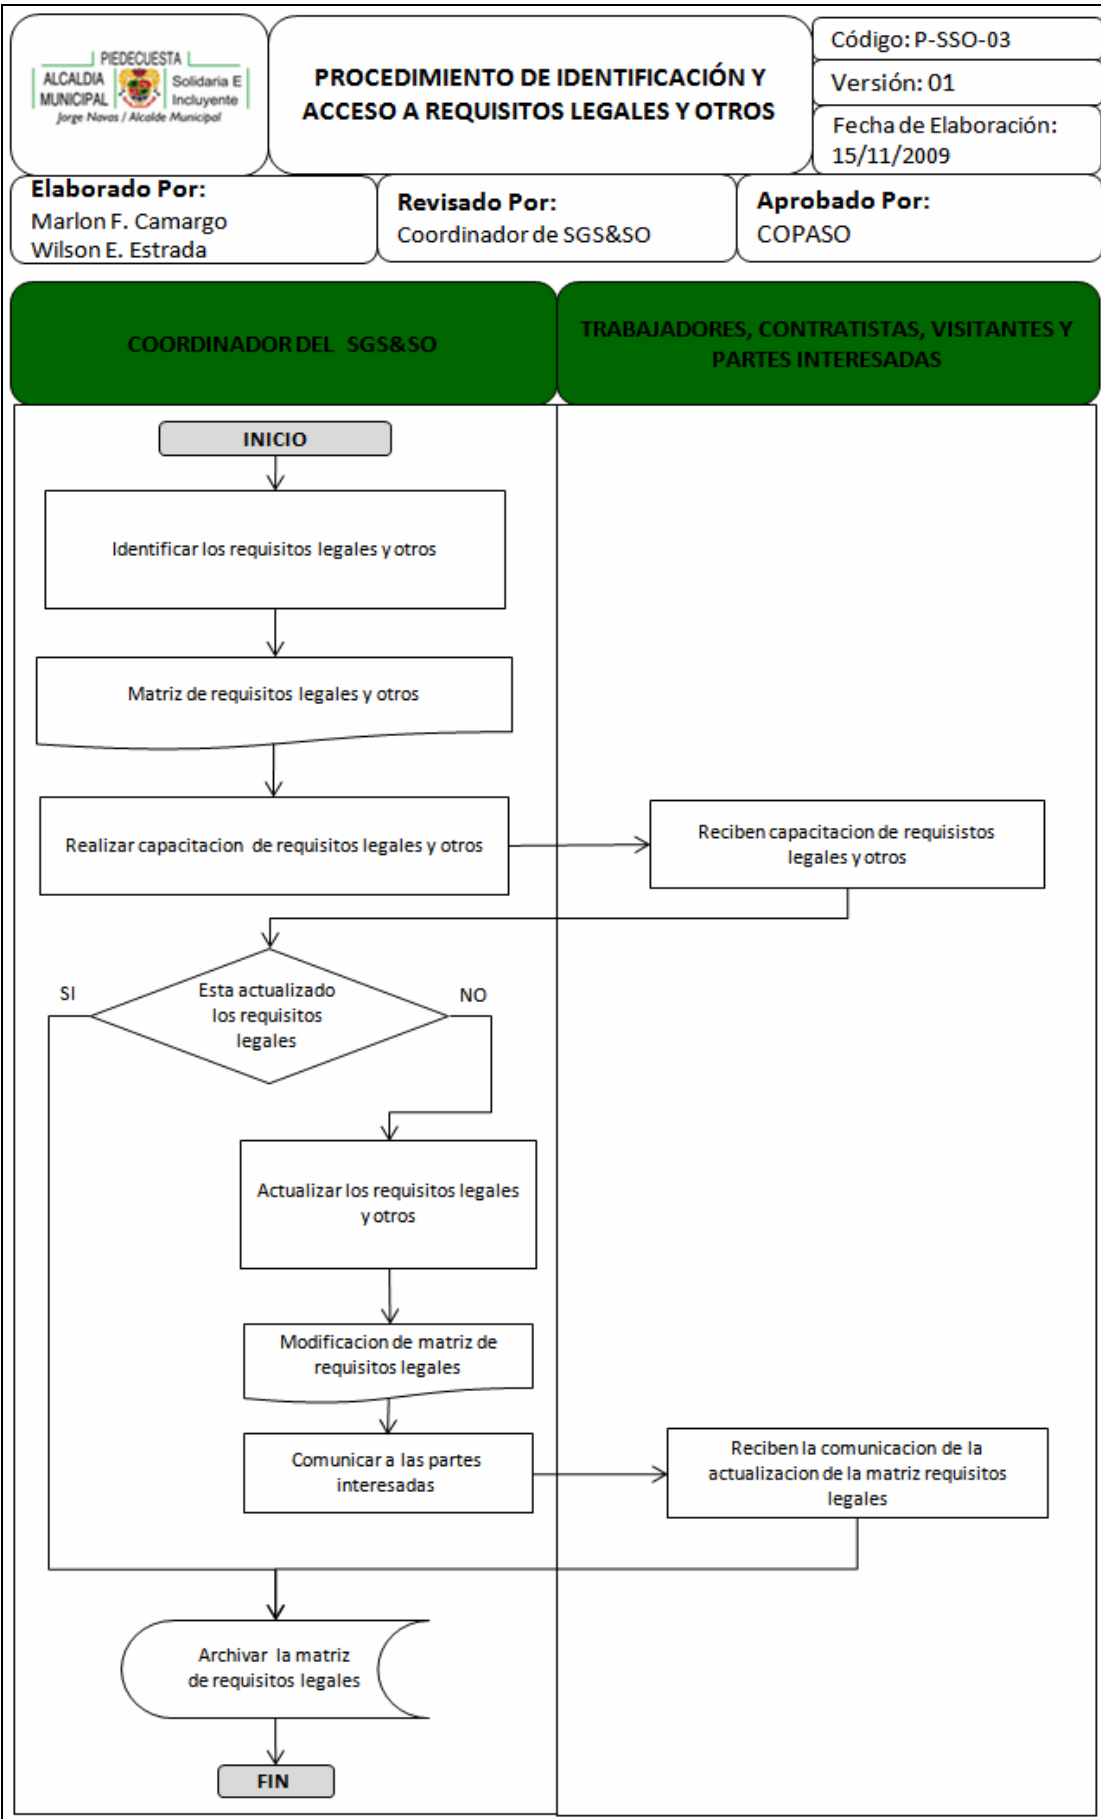 PIEDECUESTA
ALCALDIA
MUNICIPAL
Solidaria E
Incluyente
Jorge Navas / Alcalde Municipal
PROCEDIMIENTO DE IDENTIFICACIÓN Y
ACCESO A REQUISITOS LEGALES Y OTROS
Código: P-SSO-03
Versión: 01
Fecha de Elaboración:
15/11/2009
Elaborado Por:
Marlon F. Camargo
Wilson E. Estrada
Revisado Por:
Coordinador de SGS&SO
Aprobado Por:
COPASO
COORDINADOR DEL SGS&SO
TRABAJADORES, CONTRATISTAS, VISITANTES Y
PARTES INTERESADAS
INICIO
Identificar los requisitos legales y otros
Matriz de requisitos legales y otros
Realizar capacitacion de requisitos legales y otros
Reciben capacitacion de requisistos
legales y otros
SI
Esta actualizado
los requisitos
legales
NO
Actualizar los requisitos legales
y otros
Modificacion de matriz de
requisitos legales
Comunicar a las partes
interesadas
Reciben la comunicacion de la
actualizacion de la matriz requisitos
legales
Archivar la matriz
de requisitos legales
FIN